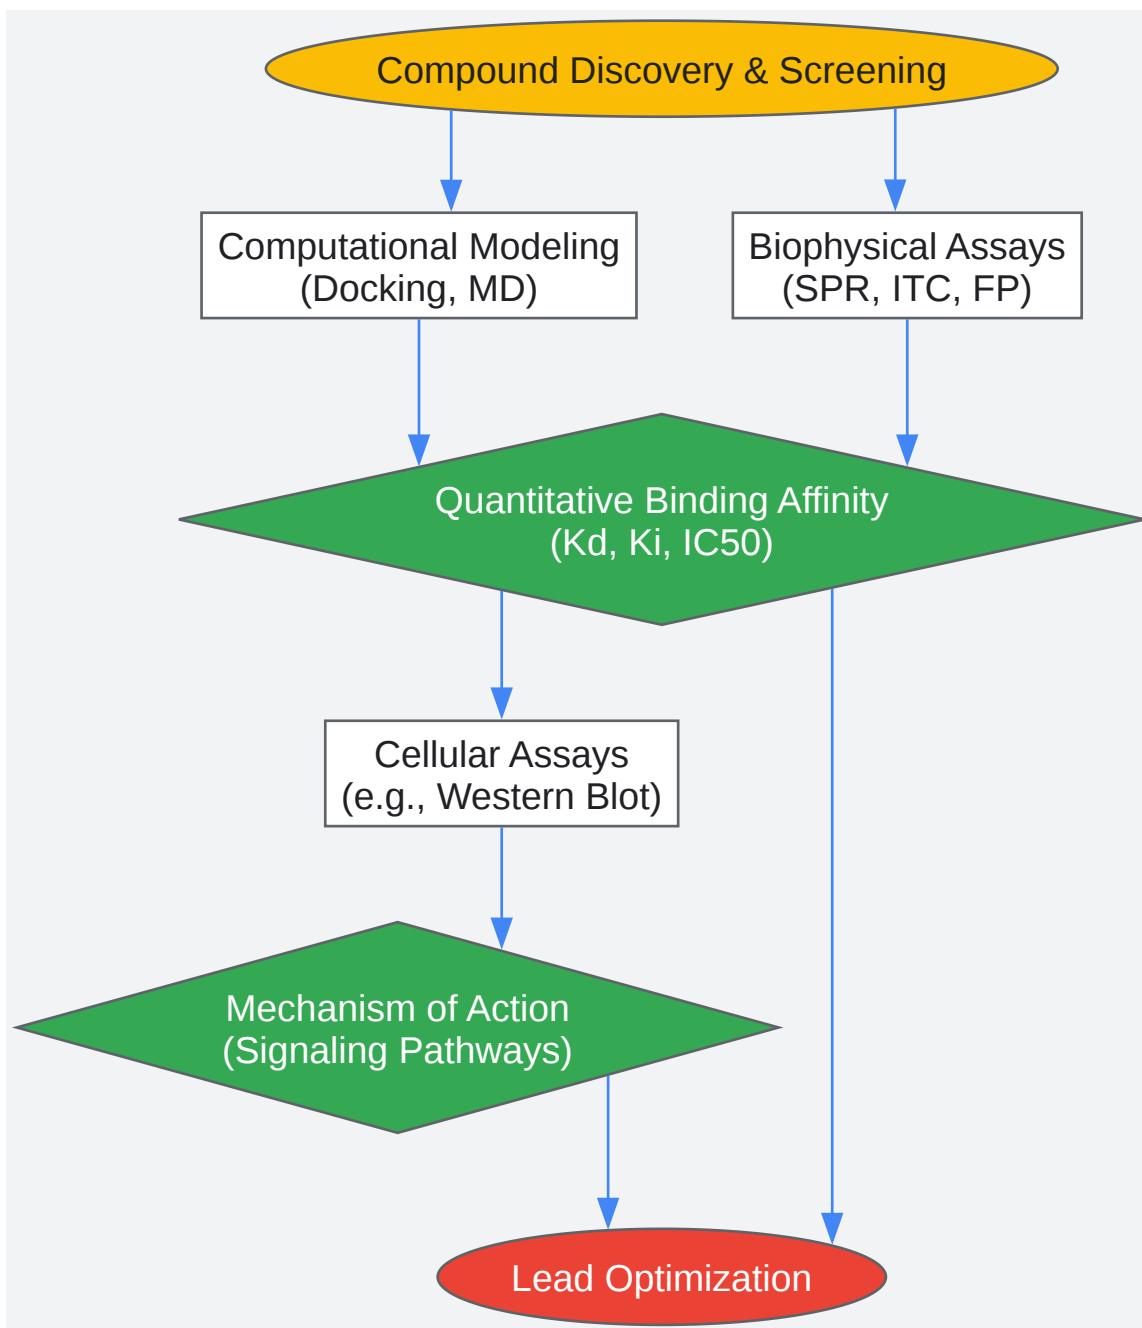 Compound Discovery & Screening
Computational Modeling
(Docking, MD)
Biophysical Assays
(SPR, ITC, FP)
Quantitative Binding Affinity
(Kd, Ki, IC50)
Cellular Assays
(e.g., Western Blot)
Mechanism of Action
(Signaling Pathways)
Lead Optimization